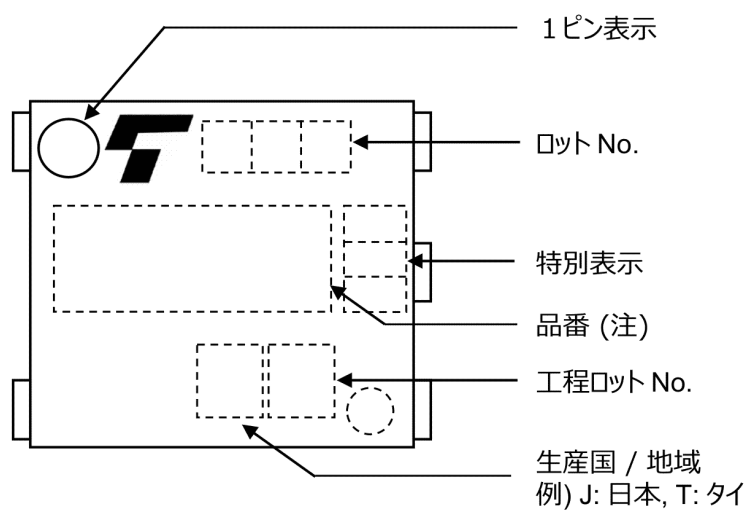 1ピン表示
ロット No.
特別表示
品番 (注)
工程ロット No.
生産国 / 地域
例) J: 日本, T: タイ